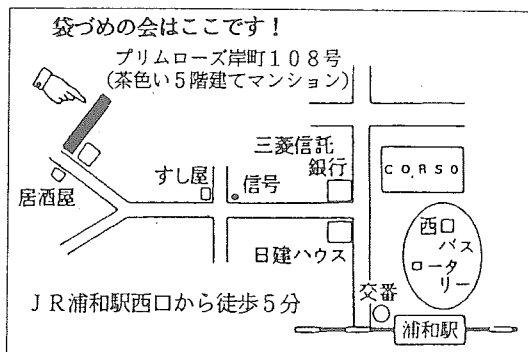 袋づめの会はここです！
プリムローズ岸町１０８号
(茶色い５階建てマンション)
三菱信託
銀行
ＣＯＲＳＯ
すし屋
信号
居酒屋
西口
バス
ロータ
リー
日建ハウス
交番
ＪＲ浦和駅西口から徒歩５分
浦和駅